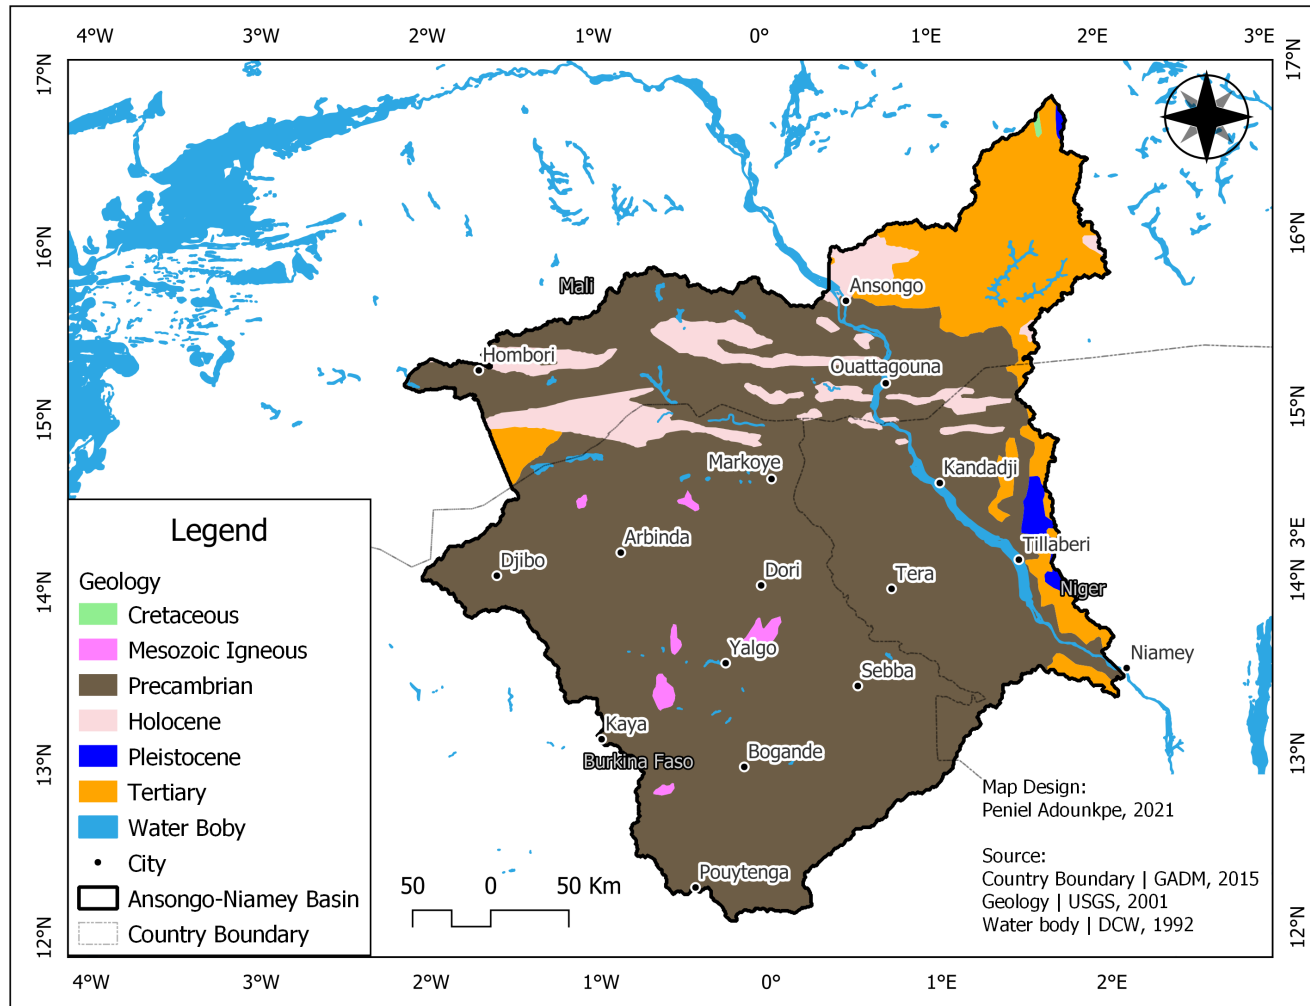 4°W 3°W 2°W 1°W 0° 1°E 2°E 3°E
17°N 17°N
16°N 16°N
Ansongo
Mali
Hombori
Ouattagouna
15°N 15°N
Markoye
Kandadji
3°E
Arbinda
Tillaberi
Djibo
Dori
Tera
14°N 14°N
Niger
Yalgo
Niamey
Sebba
Kaya
Bogande
13°N 13°N
Burkina Faso
Pouytenga
12°N 12°N
Legend
Geology
Cretaceous
Mesozoic Igneous
Precambrian
Holocene
Pleistocene
Tertiary
Water Boby
City
Ansongo-Niamey Basin
Country Boundary
50 0 50 Km
Map Design:
Peniel Adounkpe, 2021
Source:
Country Boundary | GADM, 2015
Geology | USGS, 2001
Water body | DCW, 1992
4°W 3°W 2°W 1°W 0° 1°E 2°E